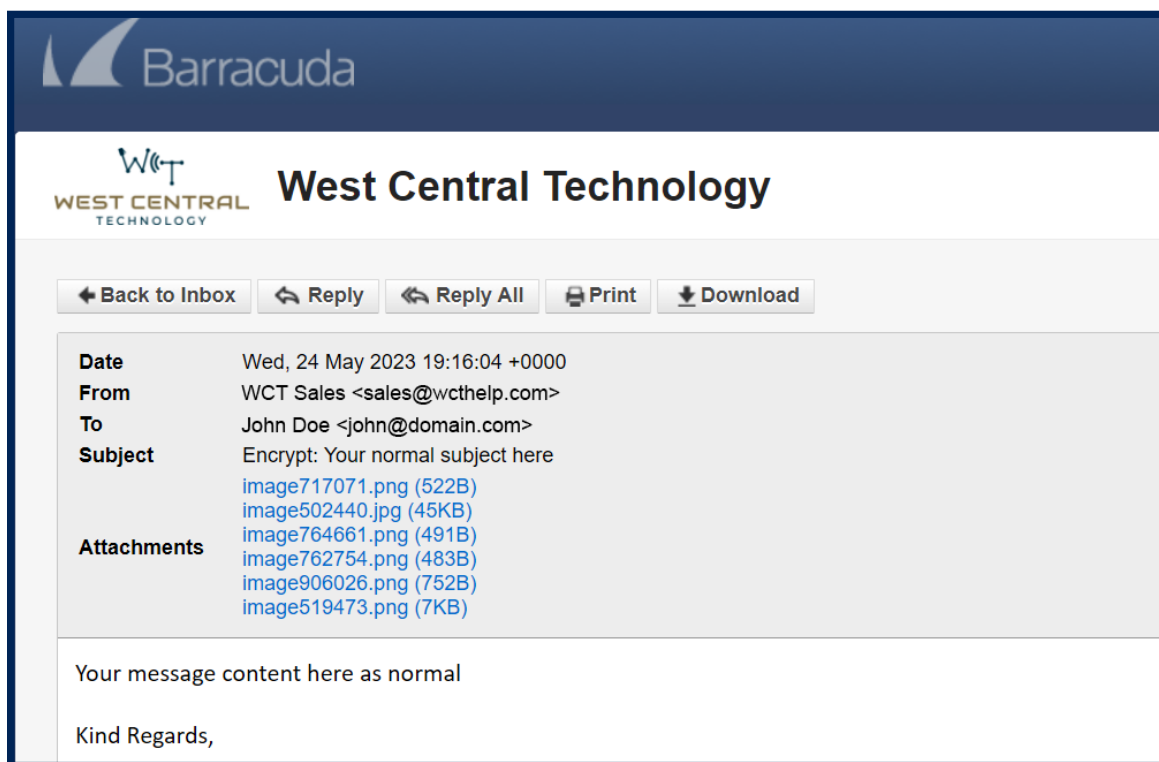 Barracuda
WCT
WEST CENTRAL
TECHNOLOGY
West Central Technology
Back to Inbox Reply Reply All Print Download
Date Wed, 24 May 2023 19:16:04 +0000
From WCT Sales <sales@wcthelp.com>
To John Doe <john@domain.com>
Subject Encrypt: Your normal subject here
Attachments
image717071.png (522B)
image502440.jpg (45KB)
image764661.png (491B)
image762754.png (483B)
image906026.png (752B)
image519473.png (7KB)
Your message content here as normal
Kind Regards,